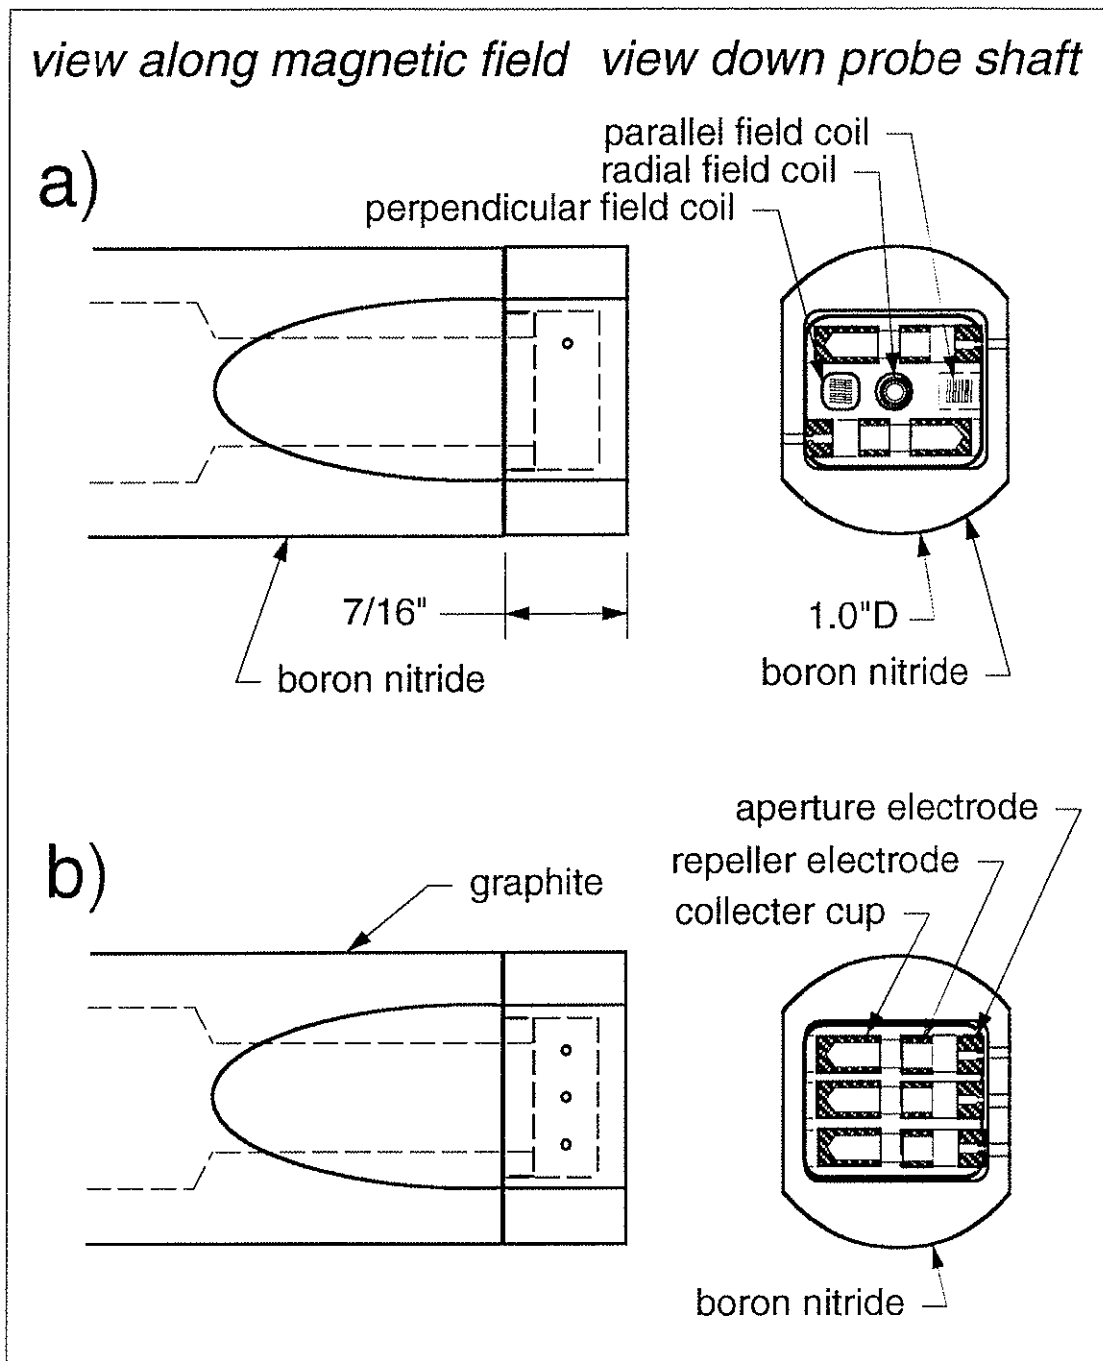 view along magnetic field view down probe shaft
a)
parallel field coil
radial field coil
perpendicular field coil
7/16"
1.0"D
boron nitride
boron nitride
b)
aperture electrode
repeller electrode
collecter cup
graphite
boron nitride